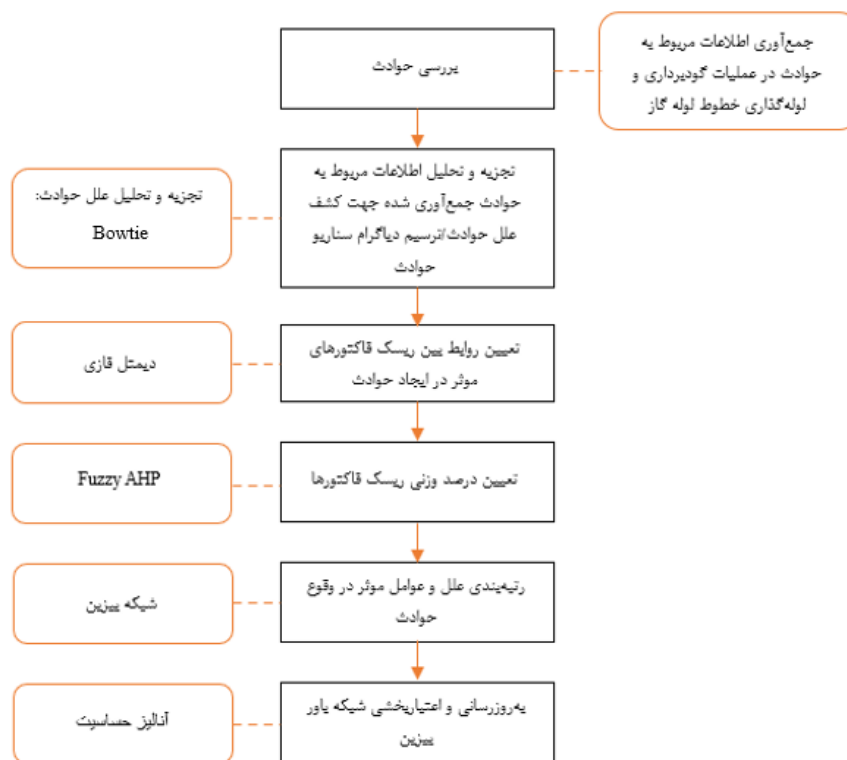 جمع‌آوری اطلاعات مربوط به
حوادث در عملیات گودبرداری و
لوله‌گذاری خطوط لوله گاز
بررسی حوادث
تجزیه و تحلیل اطلاعات مربوط به
حوادث جمع‌آوری شده جهت کشف
علل حوادث/ترسیم دیاگرام سناریو
حوادث
تجزیه و تحلیل علل حوادث:
Bowtie
تعیین روابط بین ریسک فاکتورهای
موثر در ایجاد حوادث
دیمتل فازی
تعیین درصد وزنی ریسک فاکتورها
Fuzzy AHP
رتبه‌بندی علل و عوامل موثر در وقوع
حوادث
شبکه بیزین
به‌روزرسانی و اعتباربخشی شبکه باور
بیزین
آنالیز حساسیت